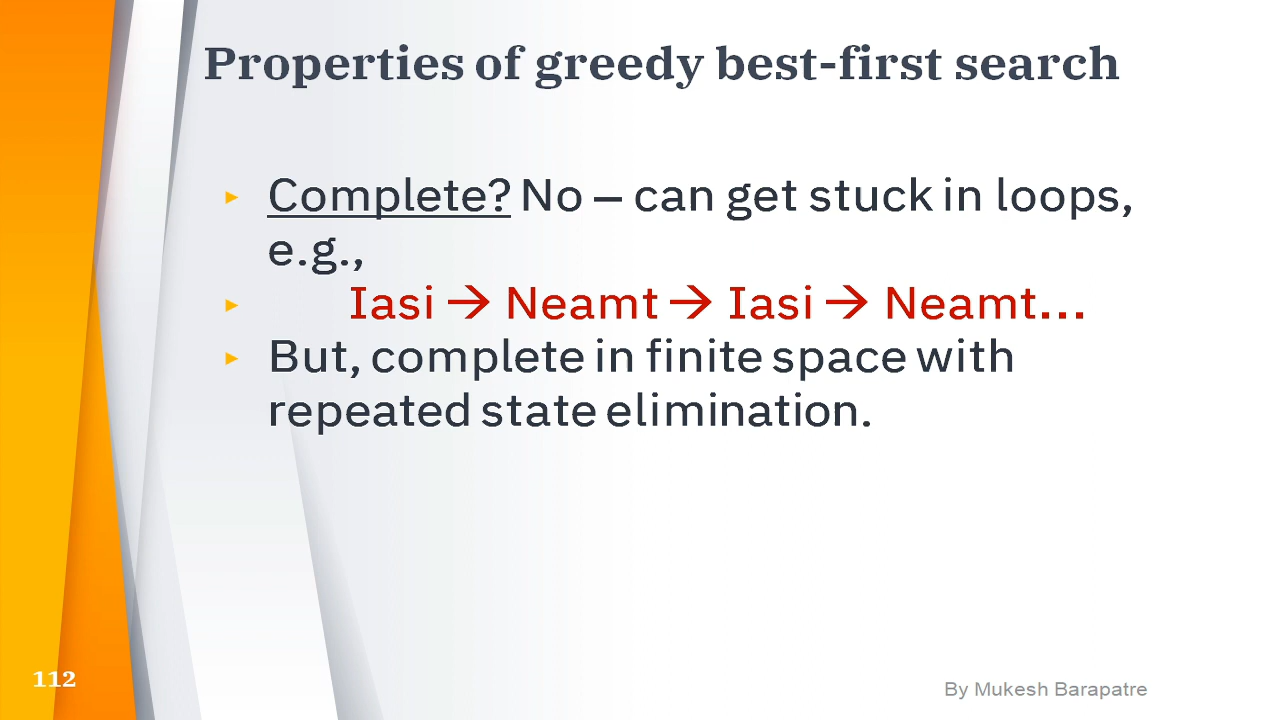 Properties of greedy best-first search
▸ Complete? No – can get stuck in loops,
e.g.,
▸ Iasi → Neamt → Iasi → Neamt...
▸ But, complete in finite space with
repeated state elimination.
112
By Mukesh Barapatre